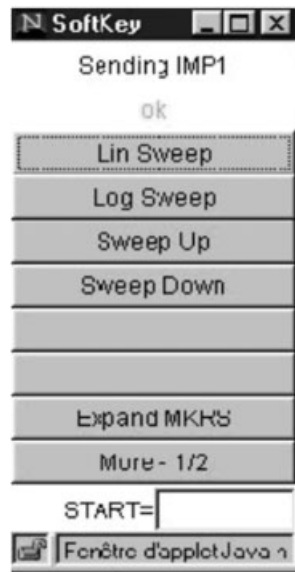 SoftKey
Sending IMP1
ok
Lin Sweep
Log Sweep
Sweep Up
Sweep Down
Expand MKRS
More - 1/2
START=
Fenêtre d'applet Java